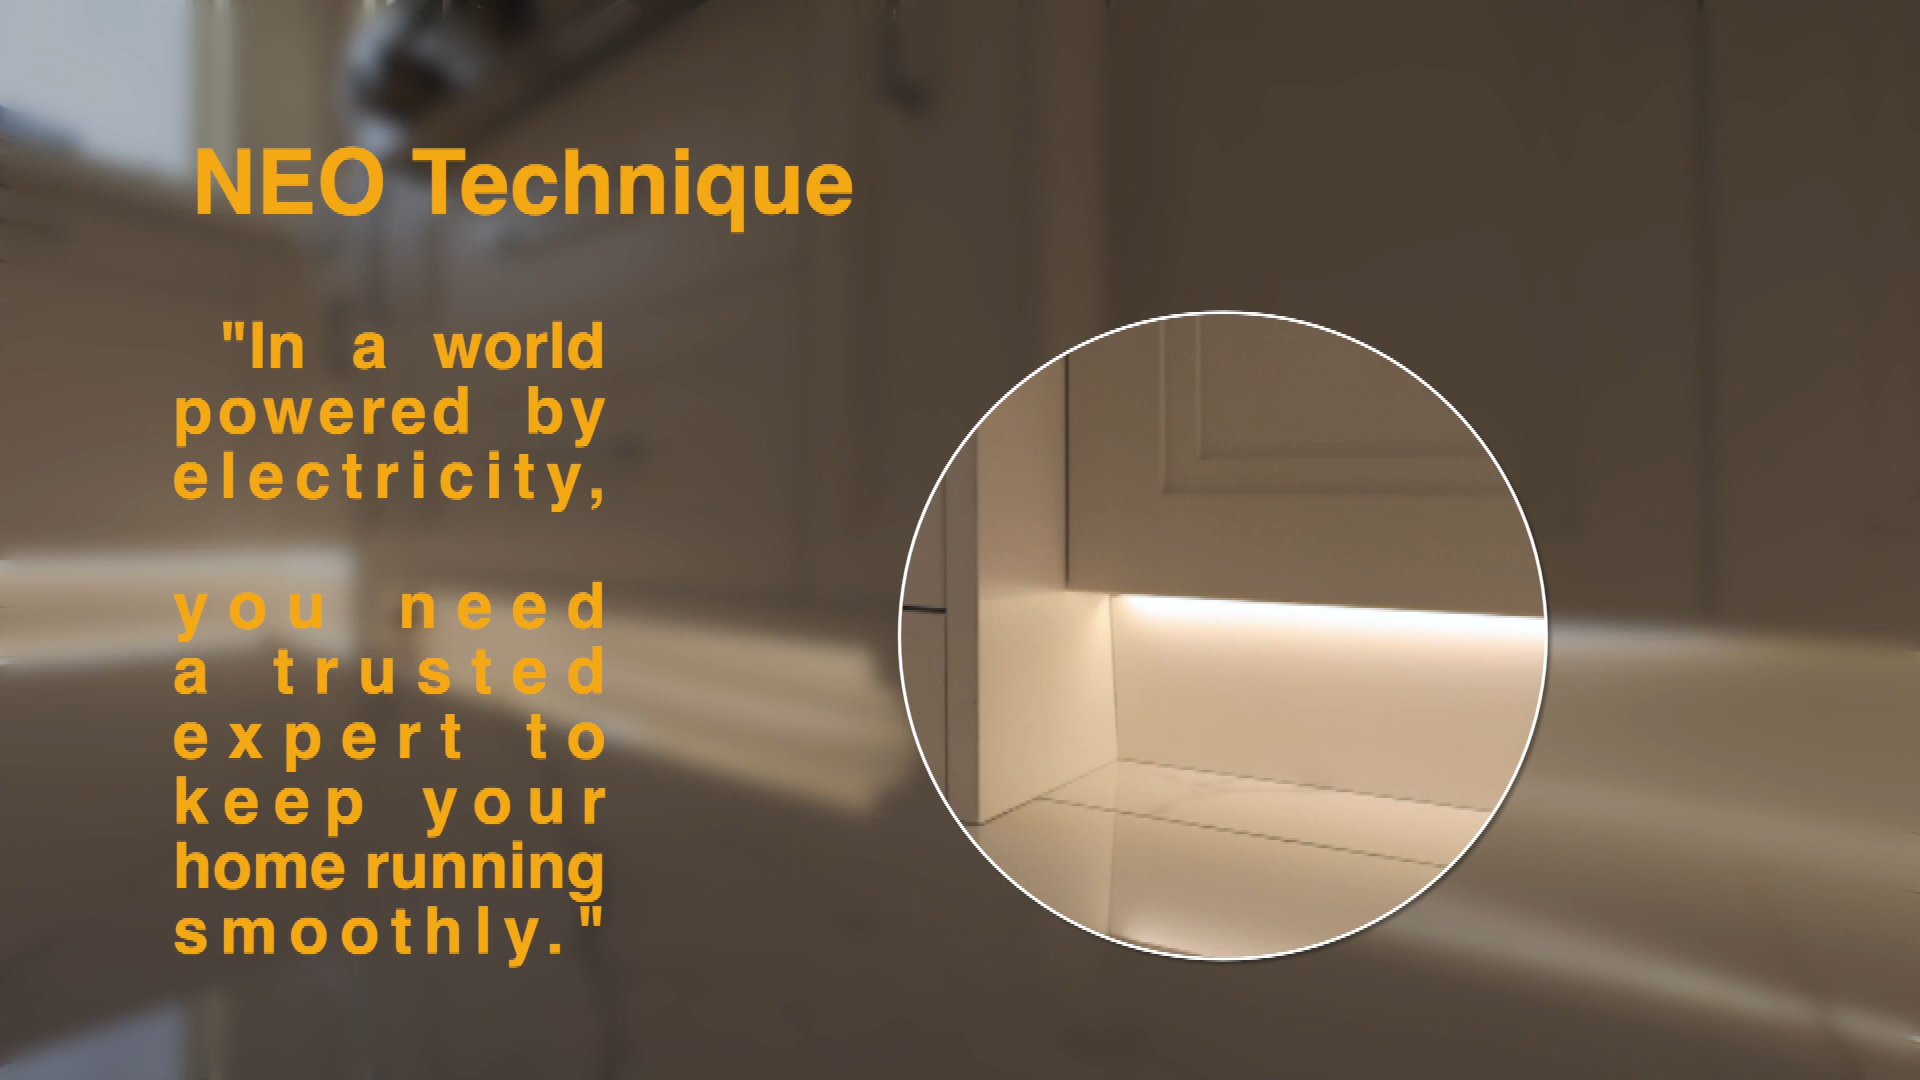 NEO Technique
"In a world
powered by
electricity,
you need
a trusted
expert to
keep your
home running
smoothly."